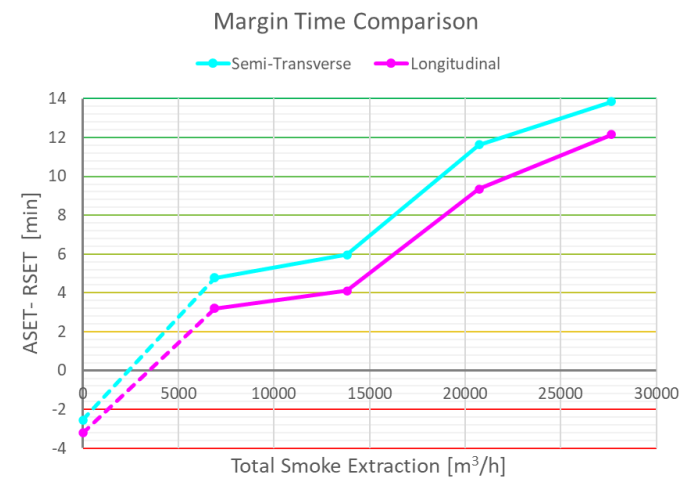 Margin Time Comparison
Semi-Transverse Longitudinal
14
12
10
8
6
4
2
0
-2
-4
0 5000 10000 15000 20000 25000 30000
ASET- RSET [min]
Total Smoke Extraction [m³/h]